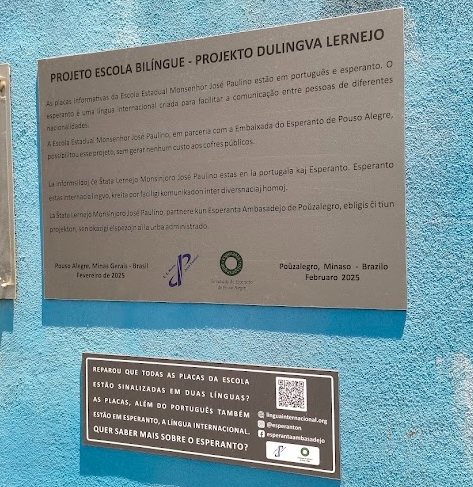 PROJETO ESCOLA BILÍNGUE - PROJEKTO DULINGVA LERNEJO
As placas informativas da Escola Estadual Monsenhor José Paulino estão em português e esperanto. O
esperanto é uma língua internacional criada para facilitar a comunicação entre pessoas de diferentes
nacionalidades.
A Escola Estadual Monsenhor José Paulino, em parceria com a Embaixada do Esperanto de Pouso Alegre,
possibilitou esse projeto, sem gerar nenhum custo aos cofres públicos.
La informŝildoj ĉe Ŝtata Lernejo Monsinjoro José Paulino estas en la portugala kaj Esperanto. Esperanto
estas internacia lingvo, kreita por faciligi komunikadon inter diversnaciaj homoj.
La Ŝtata Lernejo Monsinjoro José Paulino, partnere kun Esperanta Ambasadejo de Poŭzalegro, ebligis ĉi tiun
projekton, sen okazigi elspezojn al la urba administrado.
Pouso Alegre, Minas Gerais - Brasil
Fevereiro de 2025
Poŭzalegro, Minaso - Brazilo
Februaro 2025
REPAROU QUE TODAS AS PLACAS DA ESCOLA
ESTÃO SINALIZADAS EM DUAS LÍNGUAS?
AS PLACAS, ALÉM DO PORTUGUÊS TAMBÉM
ESTÃO EM ESPERANTO, A LÍNGUA INTERNACIONAL.
QUER SABER MAIS SOBRE O ESPERANTO?
linguainternacional.org
@esperanton
esperantaambasadejo